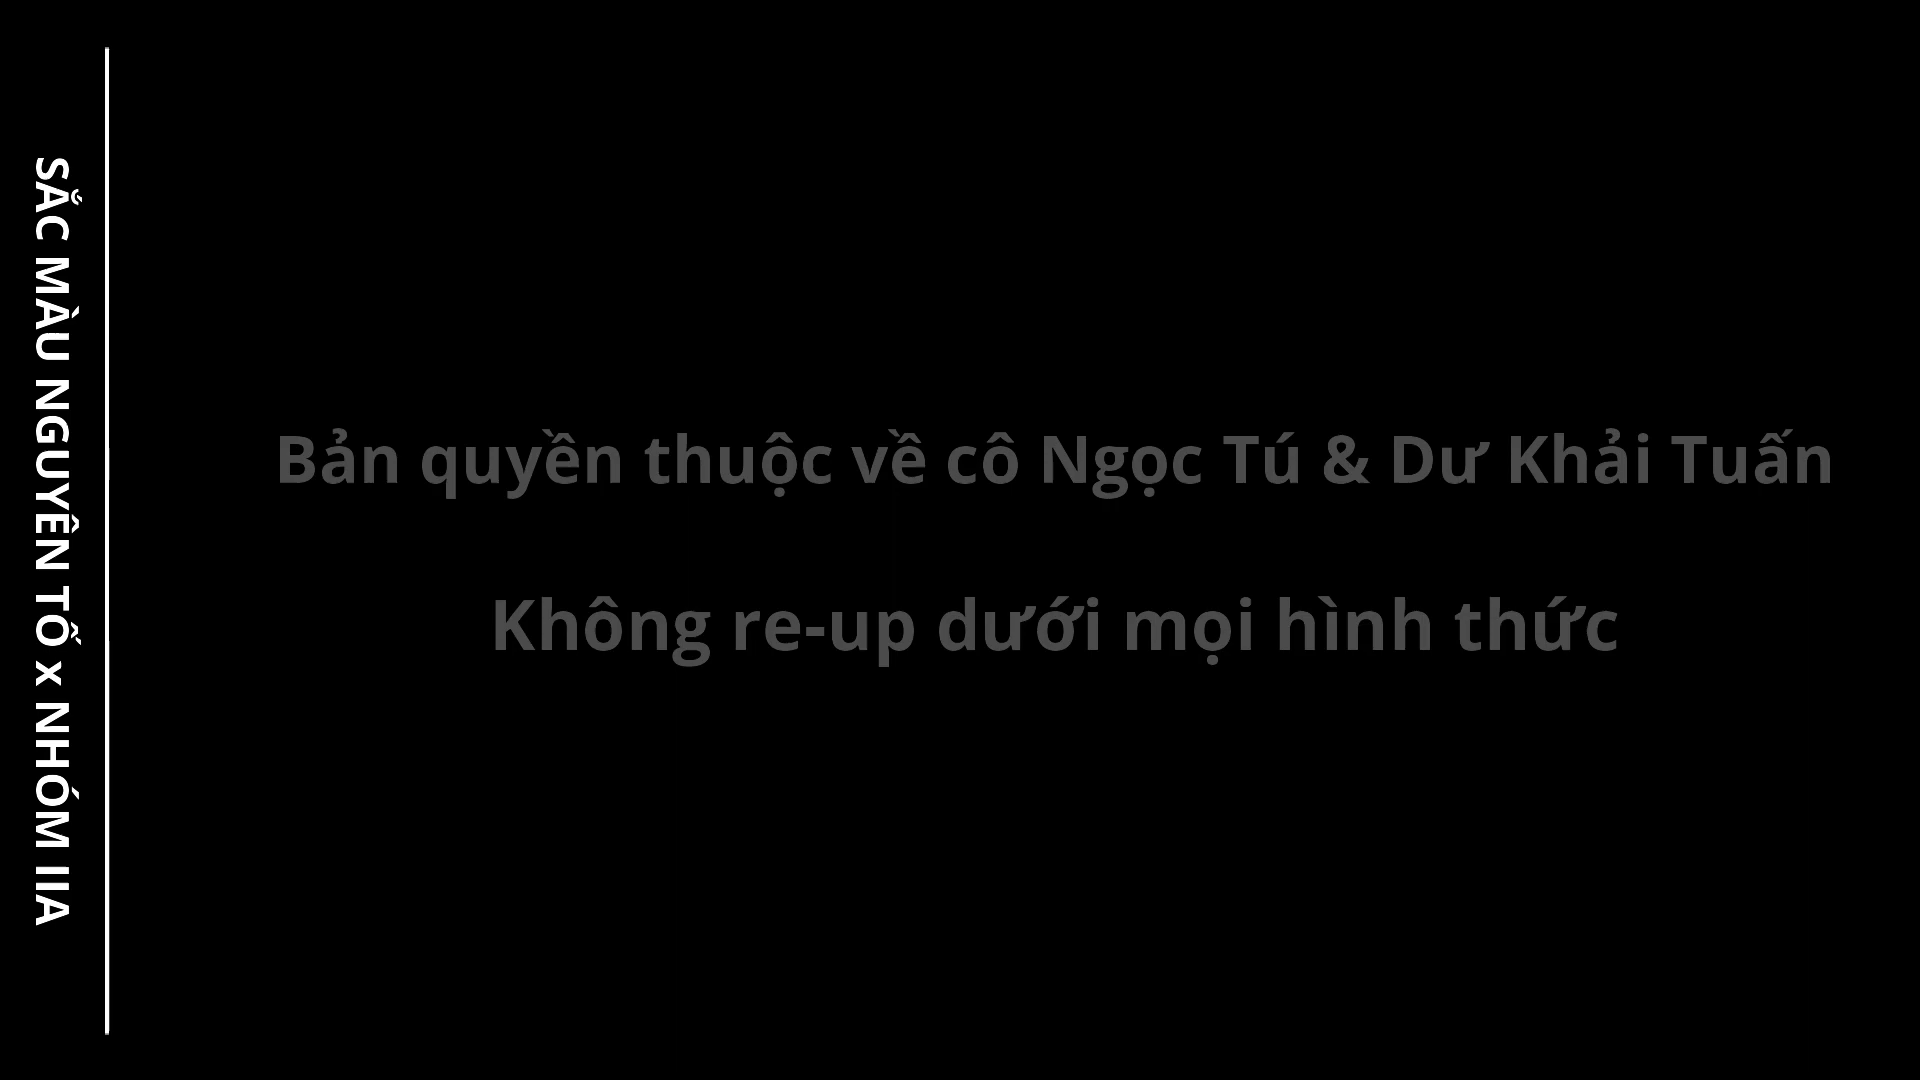 SẮC MÀU NGUYÊN TỐ x NHÓM IIA
Bản quyền thuộc về cô Ngọc Tú & Dư Khải Tuấn
Không re-up dưới mọi hình thức